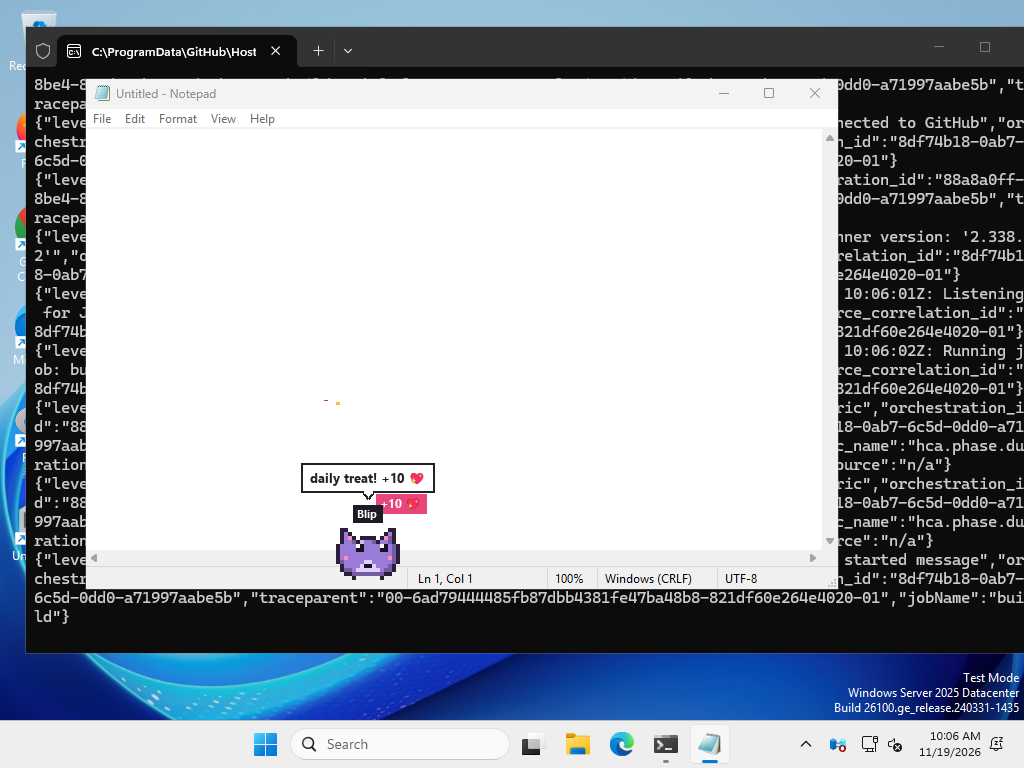 C:\ProgramData\GitHub\Host
Untitled - Notepad
File Edit Format View Help
0dd0-a71997aabe5b","t
racepa
{"leve nected to GitHub","or
chestr n_id":"8df74b18-0ab7-
6c5d-0 20-01"}
{"leve ration_id":"88a8a0ff-
8be4-8 0dd0-a71997aabe5b","t
racepa
{"leve nner version: '2.338.
2'","o relation_id":"8df74b1
8-0ab7 e264e4020-01"}
{"leve 10:06:01Z: Listening
for J rce_correlation_id":"
8df74b 821df60e264e4020-01"}
{"leve 10:06:02Z: Running j
ob: bu rce_correlation_id":"
8df74b 821df60e264e4020-01"}
{"leve ric","orchestration_i
d":"88 18-0ab7-6c5d-0dd0-a71
997aab c_name":"hca.phase.du
ration ource":"n/a"}
{"leve ric","orchestration_i
d":"88 18-0ab7-6c5d-0dd0-a71
997aab c_name":"hca.phase.du
ration rce":"n/a"}
{"leve started message","or
chestr n_id":"8df74b18-0ab7-
6c5d-0dd0-a71997aabe5b","traceparent":"00-6ad79444485fb87dbb4381fe47ba48b8-821df60e264e4020-01","jobName":"bui
ld"}
daily treat! +10 💖
+10 💖
Blip
Ln 1, Col 1 100% Windows (CRLF) UTF-8
Test Mode
Windows Server 2025 Datacenter
Build 26100.ge_release.240331-1435
Search
10:06 AM
11/19/2026